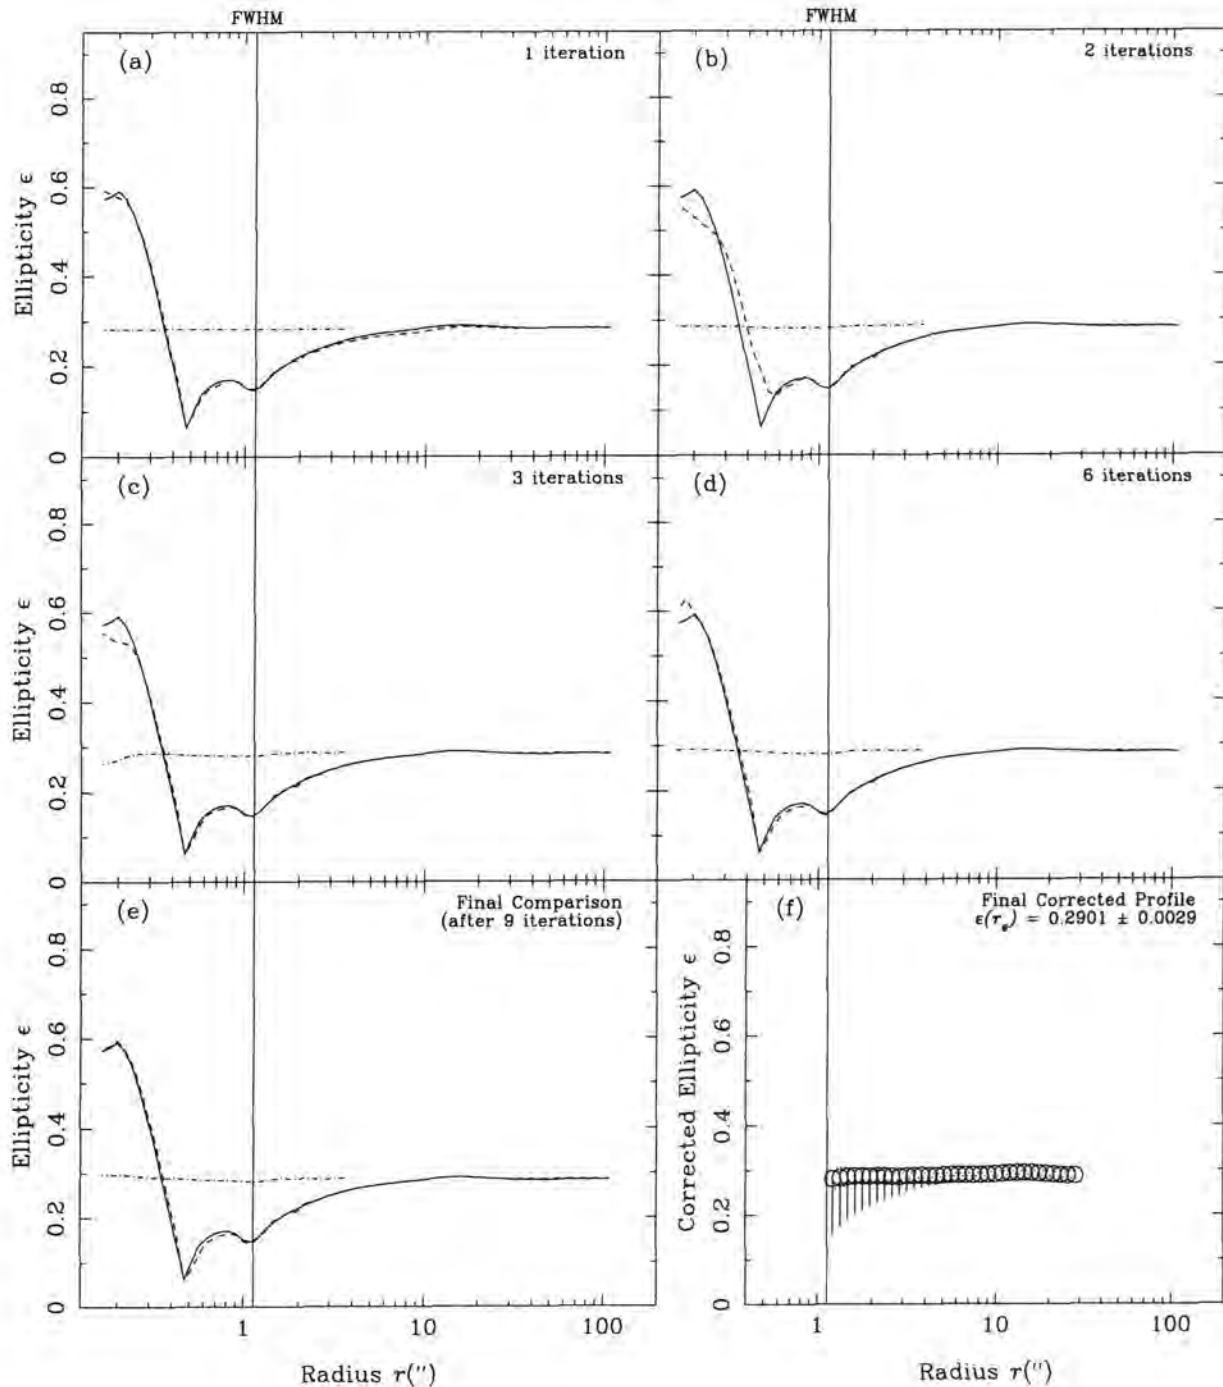 FWHM
FWHM
(a)
1 iteration
(b)
2 iterations
Ellipticity ϵ
0 0.2 0.4 0.6 0.8
(c)
3 iterations
(d)
6 iterations
Ellipticity ϵ
0 0.2 0.4 0.6 0.8
(e)
Final Comparison
(after 9 iterations)
(f)
Final Corrected Profile
ϵ(rₑ) = 0.2901 ± 0.0029
Ellipticity ϵ
0 0.2 0.4 0.6 0.8
Corrected Ellipticity ϵ
0 0.2 0.4 0.6 0.8
1 10 100
1 10 100
Radius r(")
Radius r(")